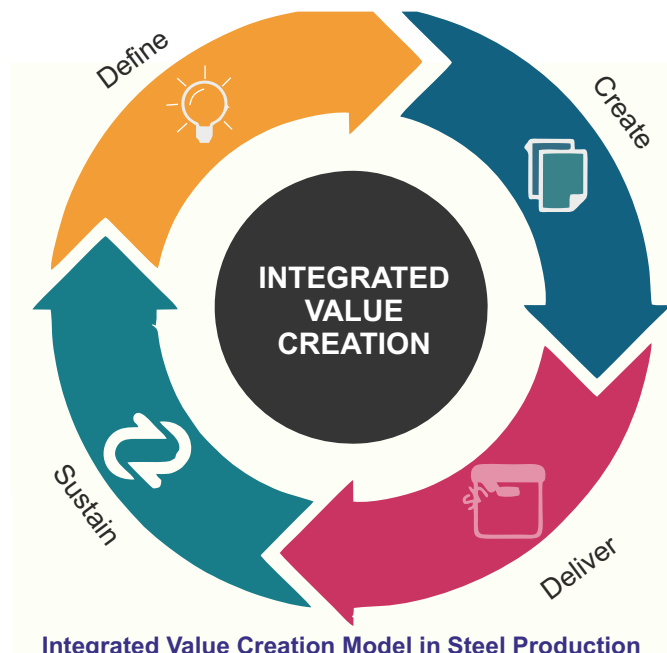 Define
Create
INTEGRATED
VALUE
CREATION
Sustain
Deliver
Integrated Value Creation Model in Steel Production